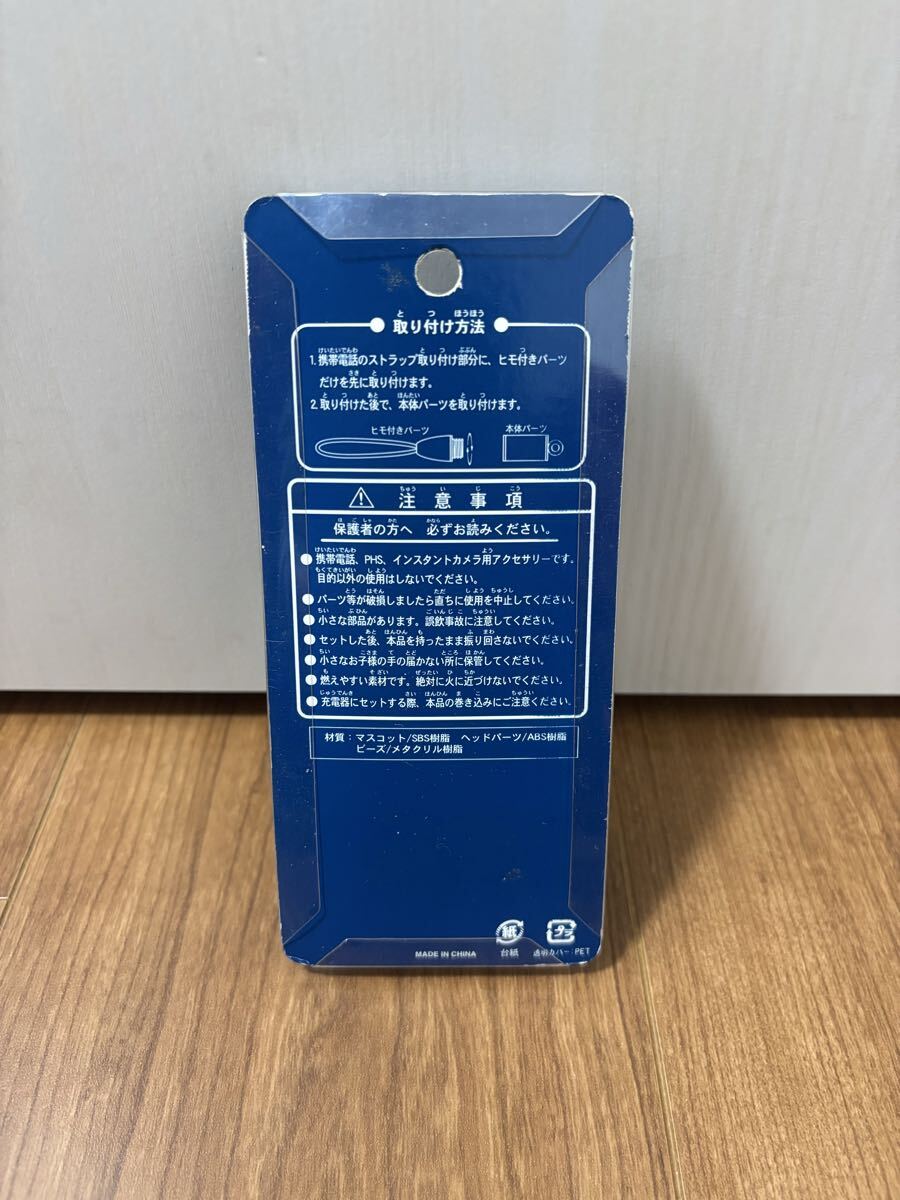 取り付け方法
1.携帯電話のストラップ取り付け部分に、ヒモ付きパーツ
だけを先に取り付けます。
2.取り付けた後で、本体パーツを取り付けます。
ヒモ付きパーツ 本体パーツ
注意事項
保護者の方へ 必ずお読みください。
携帯電話、PHS、インスタントカメラ用アクセサリーです。
目的以外の使用はしないでください。
パーツ等が破損しましたら直ちに使用を中止してください。
小さな部品があります。誤飲事故に注意してください。
セットした後、本品を持ったまま振り回さないでください。
小さなお子様の手の届かない所に保管してください。
燃えやすい素材です。絶対に火に近づけないでください。
充電器にセットする際、本品の巻き込みにご注意ください。
材質：マスコット/SBS樹脂 ヘッドパーツ/ABS樹脂
ビーズ/メタクリル樹脂
紙 プラ
MADE IN CHINA 台紙 透明カバー:PET